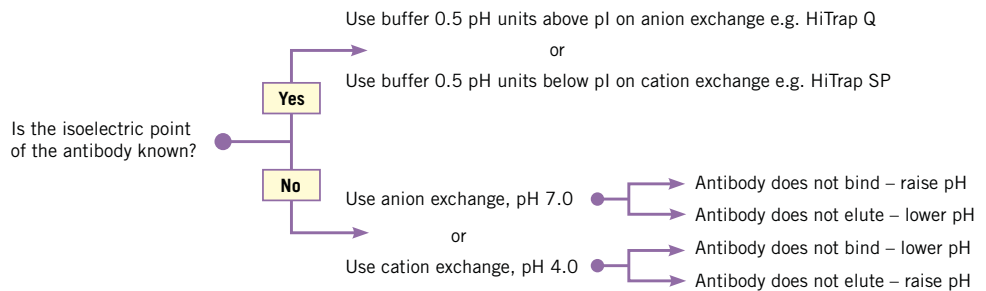 Use buffer 0.5 pH units above pI on anion exchange e.g. HiTrap Q
or
Use buffer 0.5 pH units below pI on cation exchange e.g. HiTrap SP
Yes
Is the isoelectric point
of the antibody known?
No
Use anion exchange, pH 7.0
Antibody does not bind – raise pH
Antibody does not elute – lower pH
or
Use cation exchange, pH 4.0
Antibody does not bind – lower pH
Antibody does not elute – raise pH